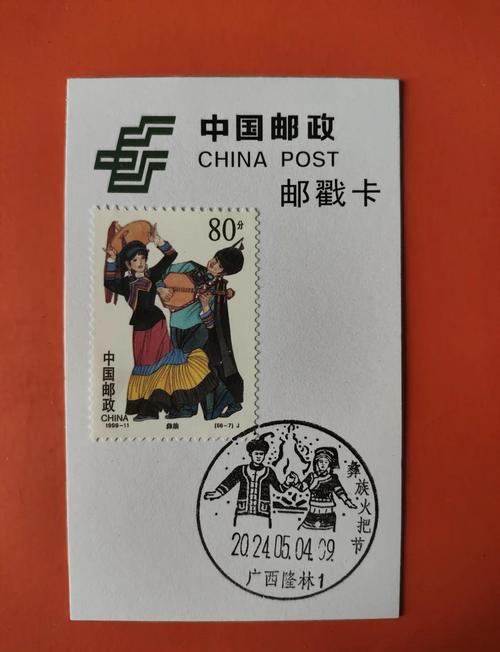 中国邮政
CHINA POST
邮戳卡
80分
中国邮政
CHINA
1999-11
彝族
(56-7) J
彝族火把节
2024.05.04.09
广西隆林1